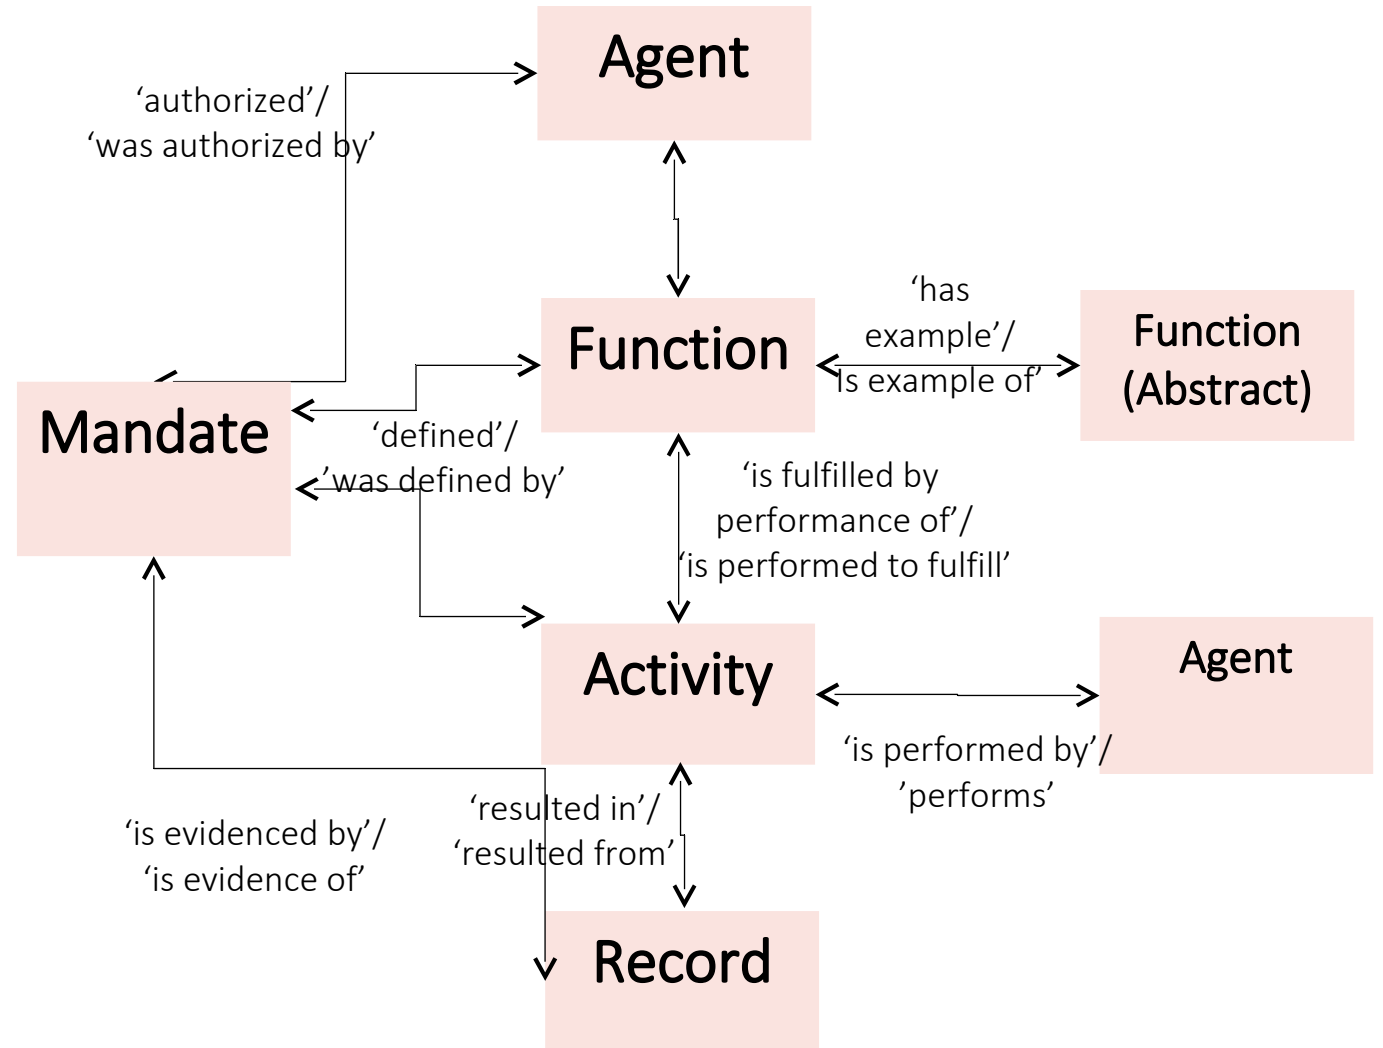 Agent
‘authorized’/
‘was authorized by’
‘has
example’/
‘is example of’
Function
Function
(Abstract)
Mandate
‘defined’/
’was defined by’
‘is fulfilled by
performance of’/
‘is performed to fulfill’
Activity
Agent
‘is performed by’/
’performs’
‘resulted in’/
‘resulted from’
‘is evidenced by’/
‘is evidence of’
Record